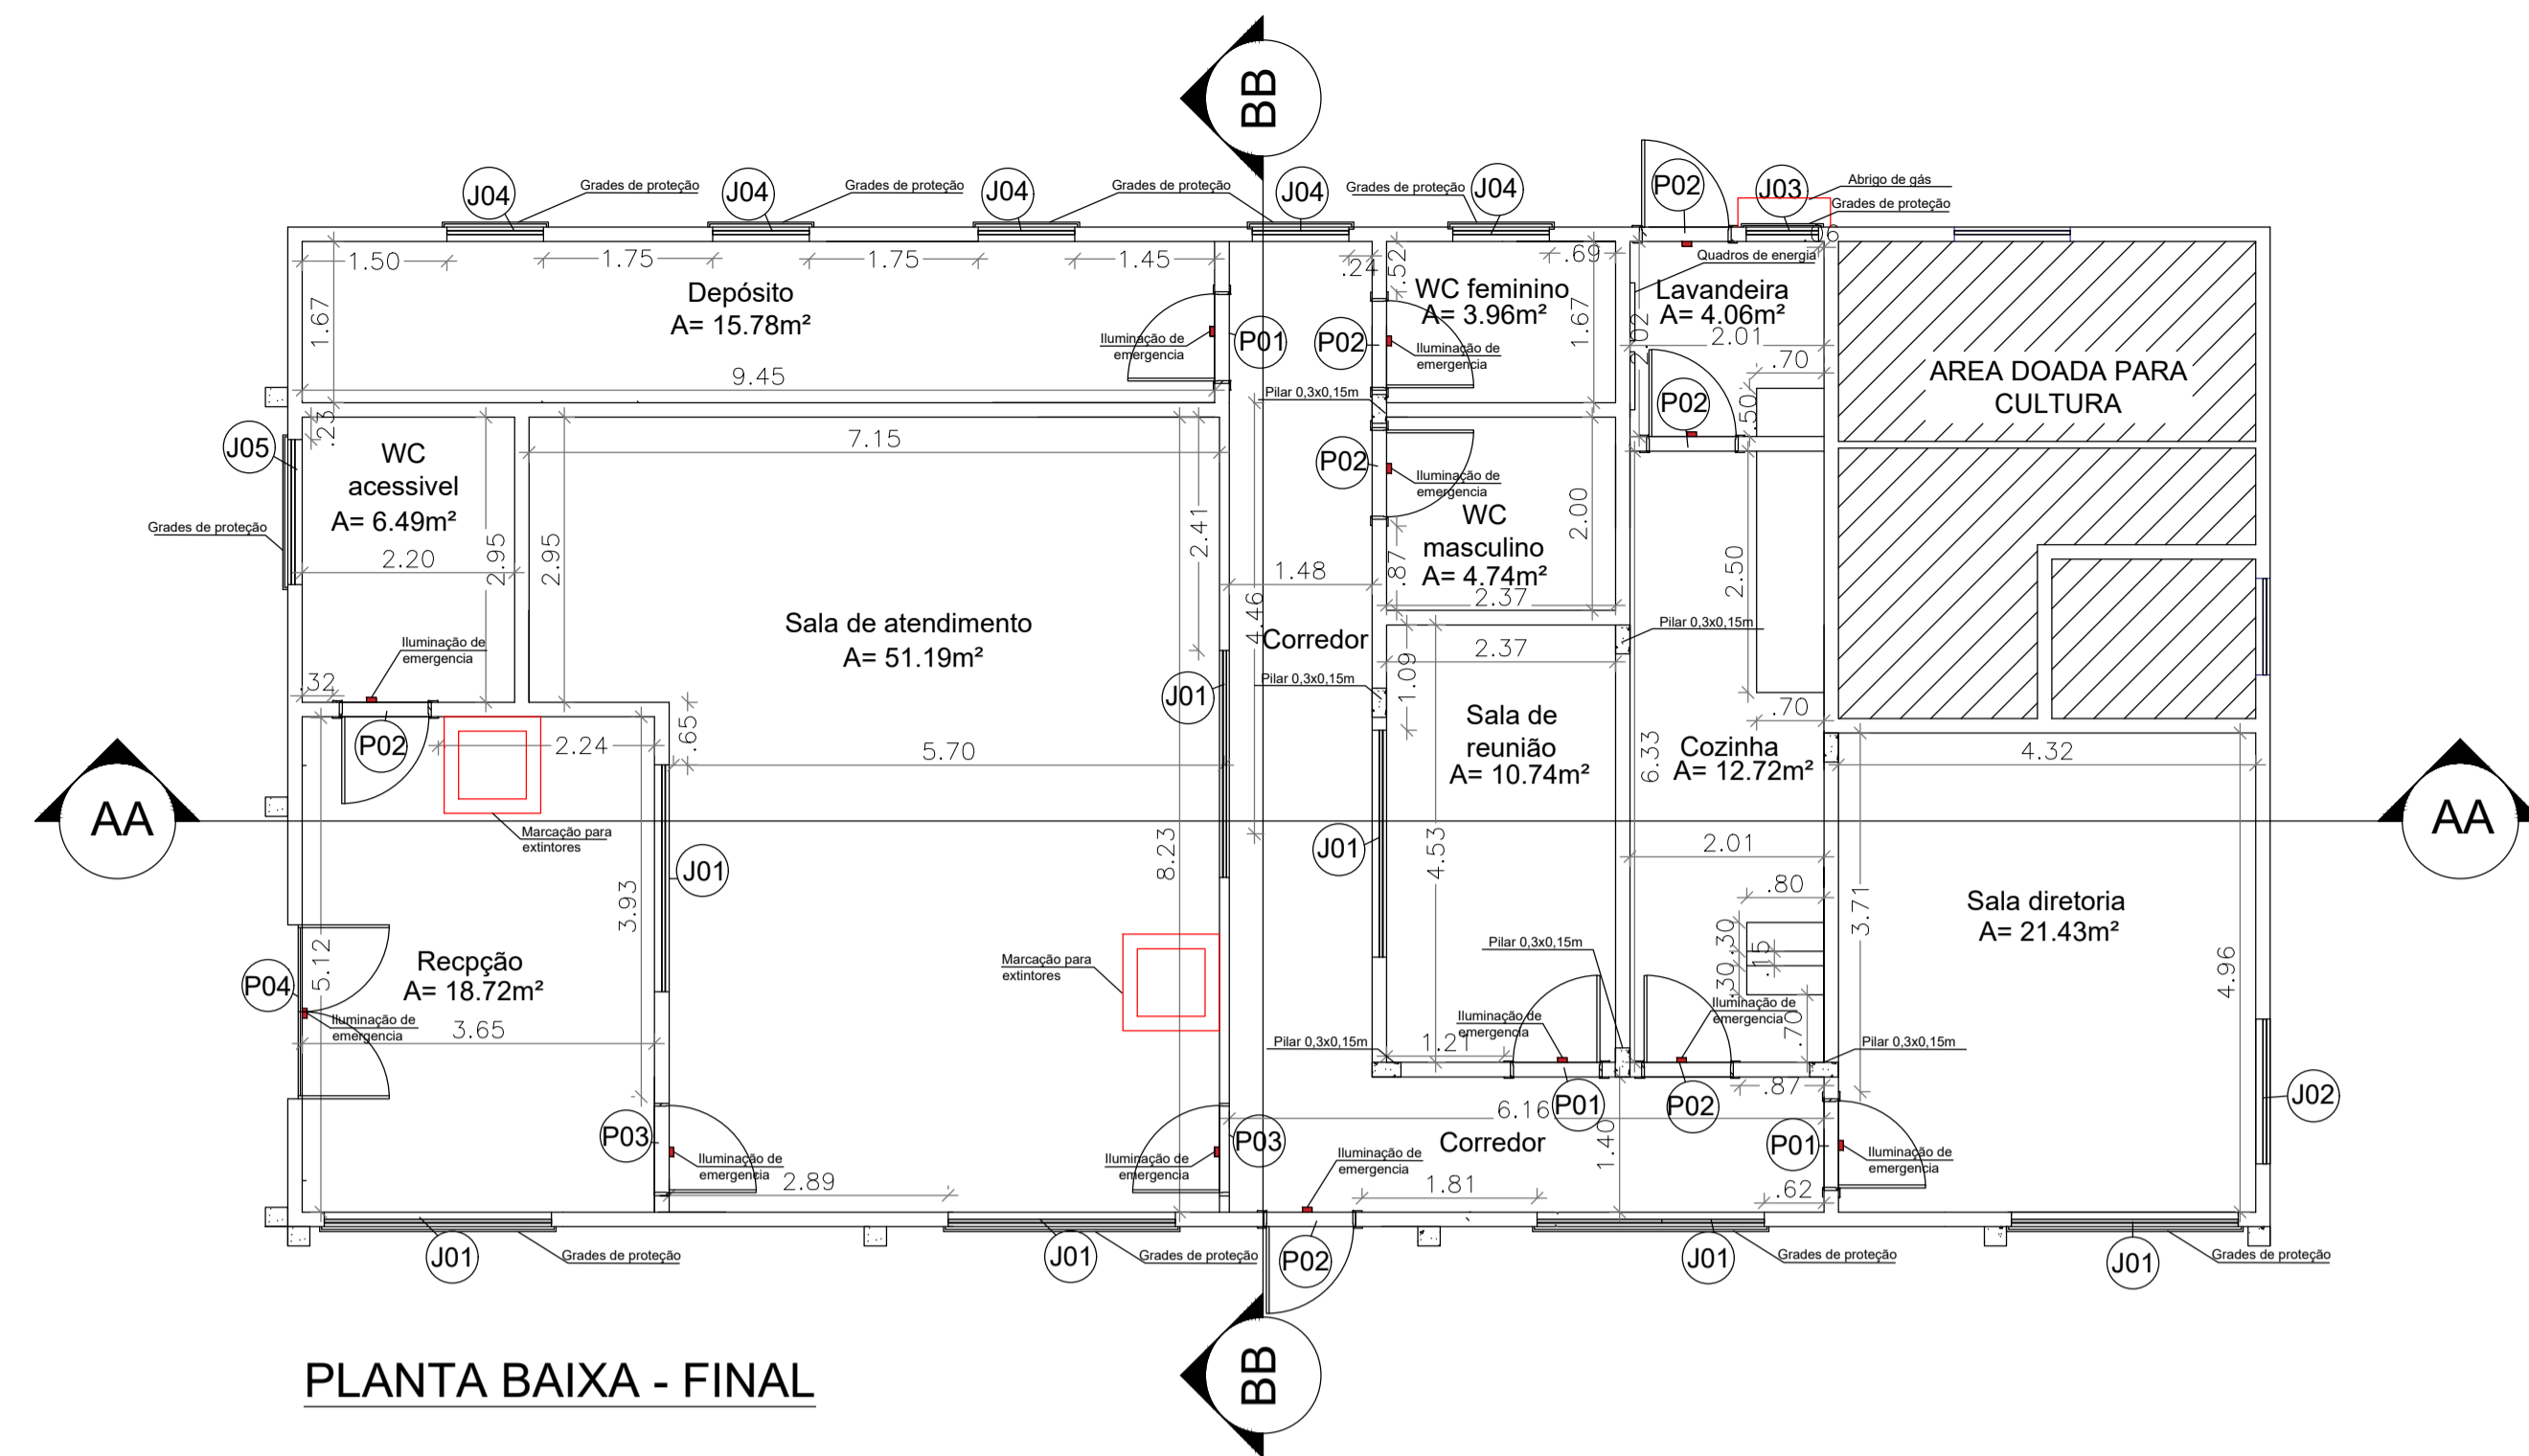 BB
J04
Grades de proteção
J04
Grades de proteção
J04
Grades de proteção
J04
Grades de proteção
J04
P02
J03
Abrigo de gás
Grades de proteção
1.50
1.75
1.75
1.45
.24
.52
.69
Quadros de energia
Depósito
A= 15.78m²
1.67
9.45
Iluminação de
emergencia
P01
P02
WC feminino
A= 3.96m²
1.67
Iluminação de
emergencia
Lavandeira
A= 4.06m²
2.01
.70
P02
.50
AREA DOADA PARA
CULTURA
Pilar 0,3x0,15m
.23
J05
Grades de proteção
WC
acessivel
A= 6.49m²
2.20
2.95
2.95
7.15
2.41
P02
Iluminação de
emergencia
WC
masculino
A= 4.74m²
2.37
2.00
.87
2.50
1.48
4.46
Corredor
Pilar 0,3x0,15m
Pilar 0,3x0,15m
Sala de atendimento
A= 51.19m²
Iluminação de
emergencia
.32
P02
2.24
.65
5.70
J01
2.37
1.09
Sala de
reunião
A= 10.74m²
.70
6.33
Cozinha
A= 12.72m²
4.32
AA
Marcação para
extintores
J01
3.93
8.23
J01
4.53
2.01
.80
3.71
Sala diretoria
A= 21.43m²
4.96
AA
P04
5.12
Recpção
A= 18.72m²
Iluminação de
emergencia
3.65
Marcação para
extintores
Pilar 0,3x0,15m
.30
.15
.30
Iluminação de
emergencia
.70
Iluminação de
emergencia
1.21
Pilar 0,3x0,15m
Pilar 0,3x0,15m
.87
P01
P02
J02
P03
Iluminação de
emergencia
2.89
Iluminação de
emergencia
P03
6.16
Corredor
1.40
Iluminação de
emergencia
1.81
.62
P01
Iluminação de
emergencia
J01
Grades de proteção
J01
Grades de proteção
P02
J01
Grades de proteção
J01
Grades de proteção
BB
PLANTA BAIXA - FINAL